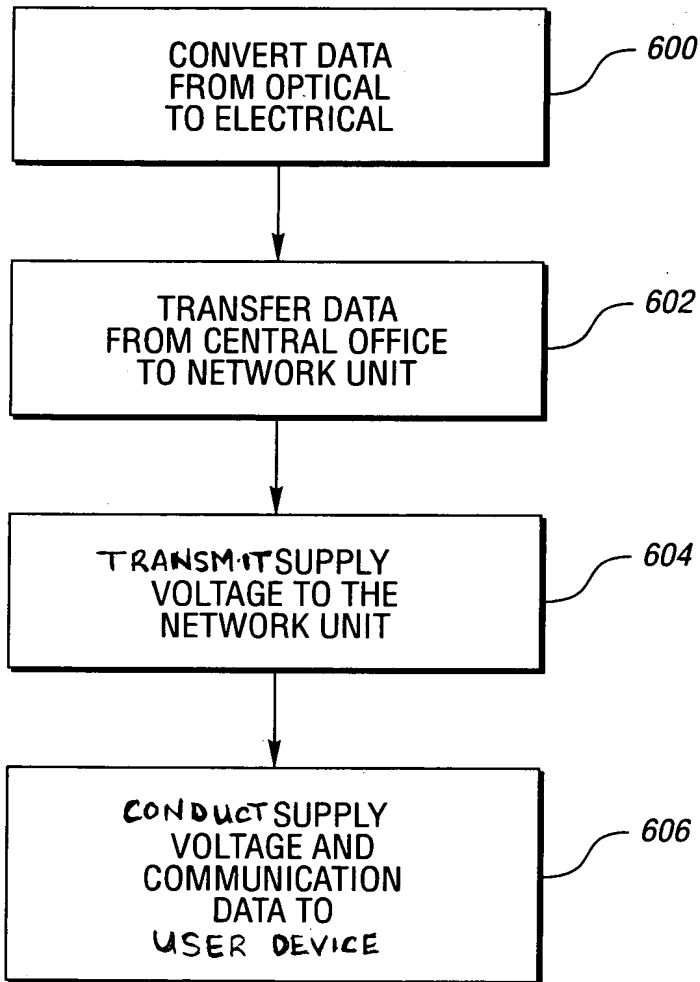 CONVERT DATA
FROM OPTICAL
TO ELECTRICAL
600
TRANSFER DATA
FROM CENTRAL OFFICE
TO NETWORK UNIT
602
TRANSMIT SUPPLY
VOLTAGE TO THE
NETWORK UNIT
604
CONDUCT SUPPLY
VOLTAGE AND
COMMUNICATION
DATA TO
USER DEVICE
606